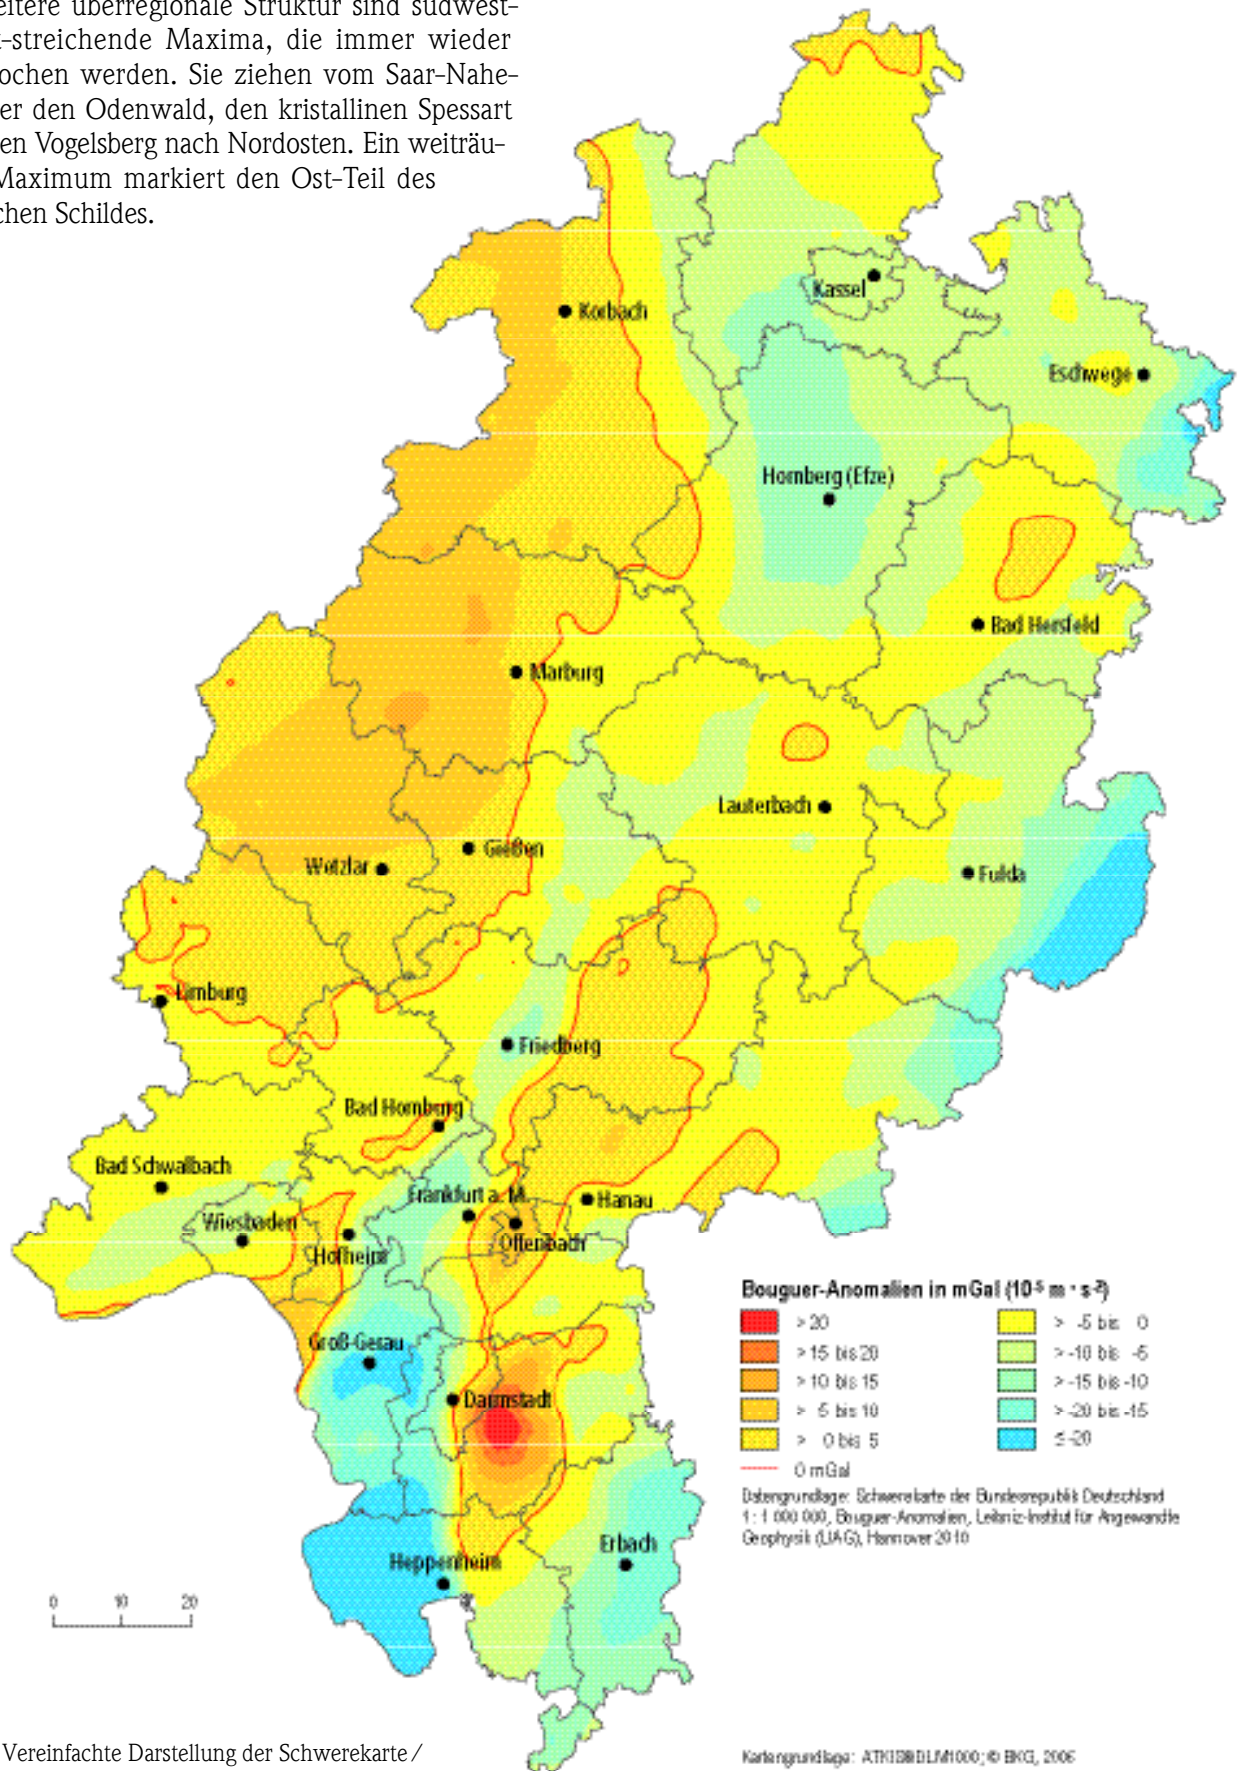 eitere überregionale Struktur sind südwest-
-streichende Maxima, die immer wieder
ochen werden. Sie ziehen vom Saar-Nahe-
er den Odenwald, den kristallinen Spessart
en Vogelsberg nach Nordosten. Ein weiträu-
Maximum markiert den Ost-Teil des
chen Schildes.
Kassel
Korbach
Eschwege
Homberg (Efze)
Bad Hersfeld
Marburg
Lauterbach
Gießen
Wetzlar
Fulda
Limburg
Friedberg
Bad Homburg
Bad Schwalbach
Frankfurt a. M.
Hanau
Wiesbaden
Offenbach
Hofheim
Groß-Gerau
Darmstadt
Erbach
Heppenheim
0 10 20
Bouguer-Anomalien in mGal (10⁻⁵ m · s⁻²)
> 20
> 15 bis 20
> 10 bis 15
> 5 bis 10
> 0 bis 5
0 mGal
> -5 bis 0
> -10 bis -5
> -15 bis -10
> -20 bis -15
≤ -20
Datengrundlage: Schwerekarte der Bundesrepublik Deutschland
1 : 1 000 000, Bouguer-Anomalien, Leibniz-Institut für Angewandte
Geophysik (LIAG), Hannover 2010
Vereinfachte Darstellung der Schwerekarte /
Kartengrundlage: ATKIS®DLM1000; © BKG, 2006